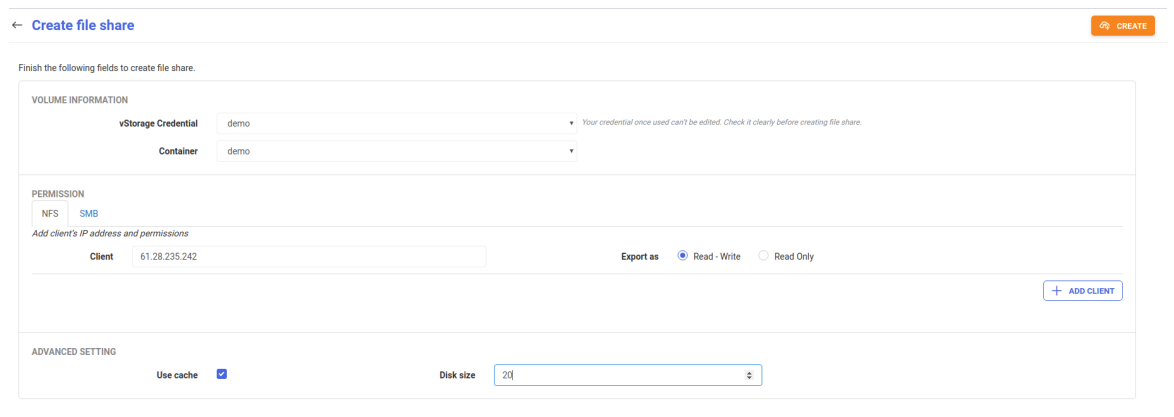 ← Create file share
CREATE
Finish the following fields to create file share.
VOLUME INFORMATION
vStorage Credential demo Your credential once used can't be edited. Check it clearly before creating file share.
Container demo
PERMISSION
NFS SMB
Add client's IP address and permissions
Client 61.28.235.242 Export as Read - Write Read Only
+ ADD CLIENT
ADVANCED SETTING
Use cache Disk size 20